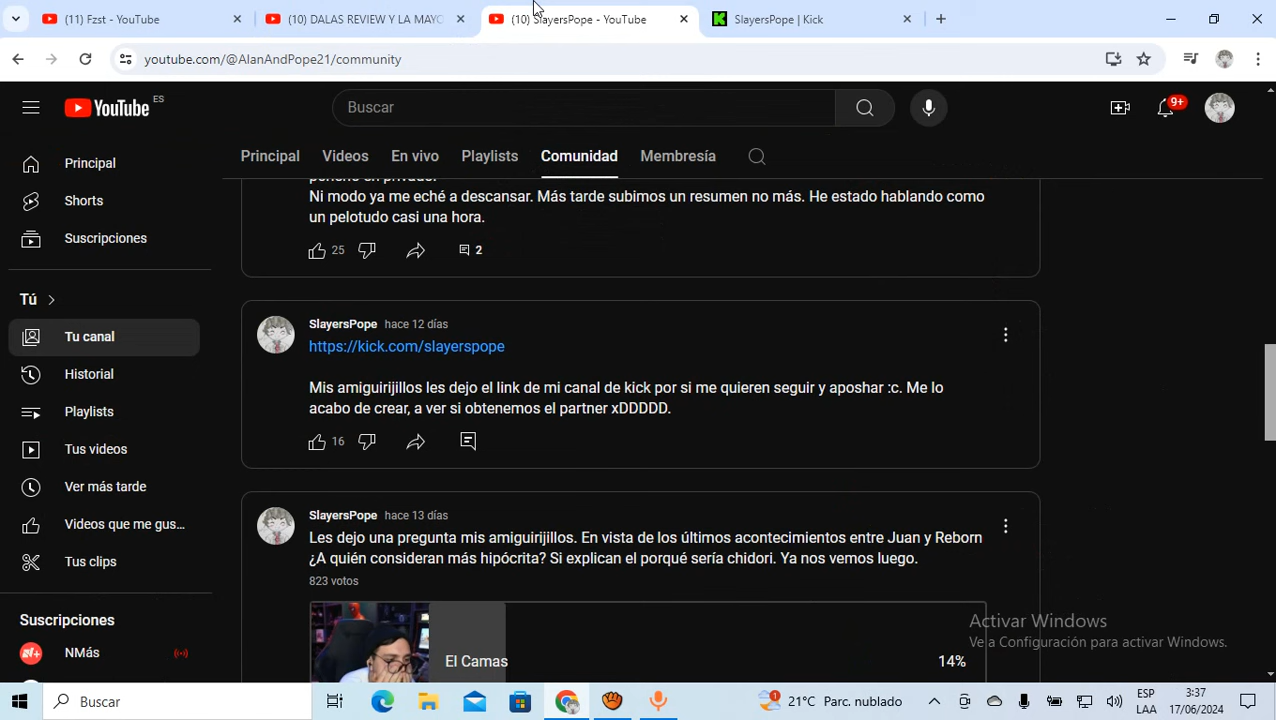 (11) Fzst - YouTube
(10) DALAS REVIEW Y LA MAYO
(10) SlayersPope - YouTube
SlayersPope | Kick
youtube.com/@AlanAndPope21/community
YouTube ES
Buscar
9+
Principal
Videos
En vivo
Playlists
Comunidad
Membresía
Principal
Shorts
Suscripciones
Tú
Tu canal
Historial
Playlists
Tus videos
Ver más tarde
Videos que me gus...
Tus clips
Suscripciones
NMás
Ni modo ya me eché a descansar. Más tarde subimos un resumen no más. He estado hablando como
un pelotudo casi una hora.
25
2
SlayersPope hace 12 días
https://kick.com/slayerspope
Mis amiguirijillos les dejo el link de mi canal de kick por si me quieren seguir y aposhar :c. Me lo
acabo de crear, a ver si obtenemos el partner xDDDDD.
16
SlayersPope hace 13 días
Les dejo una pregunta mis amiguirijillos. En vista de los últimos acontecimientos entre Juan y Reborn
¿A quién consideran más hipócrita? Si explican el porqué sería chidori. Ya nos vemos luego.
823 votos
El Camas
14%
Activar Windows
Ve a Configuración para activar Windows.
Buscar
1
21°C Parc. nublado
ESP
LAA
3:37
17/06/2024